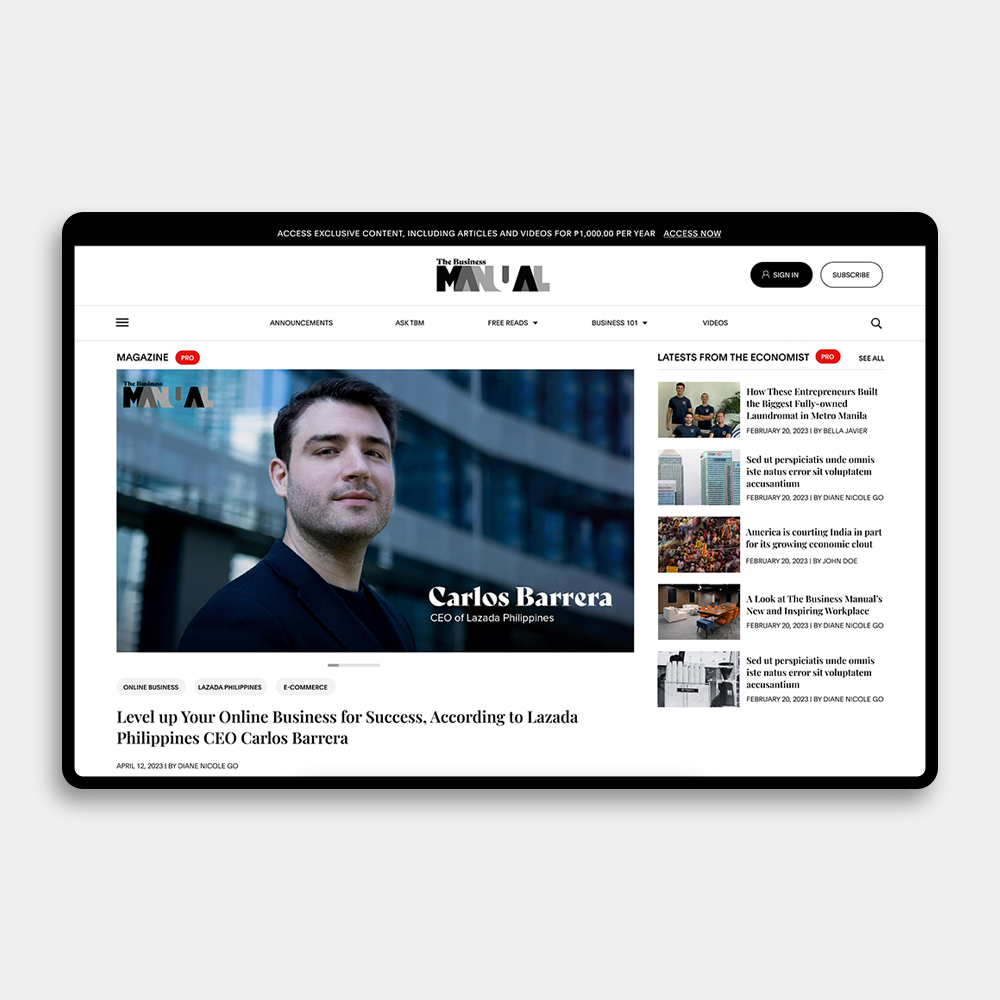 ACCESS EXCLUSIVE CONTENT, INCLUDING ARTICLES AND VIDEOS FOR ₱1,000.00 PER YEAR ACCESS NOW
The Business
MANUAL
SIGN IN
SUBSCRIBE
ANNOUNCEMENTS
ASK TBM
FREE READS
BUSINESS 101
VIDEOS
MAGAZINE PRO
The Business
MANUAL
Carlos Barrera
CEO of Lazada Philippines
ONLINE BUSINESS
LAZADA PHILIPPINES
E-COMMERCE
Level up Your Online Business for Success, According to Lazada
Philippines CEO Carlos Barrera
APRIL 12, 2023 | BY DIANE NICOLE GO
LATESTS FROM THE ECONOMIST PRO
SEE ALL
How These Entrepreneurs Built
the Biggest Fully-owned
Laundromat in Metro Manila
FEBRUARY 20, 2023 | BY BELLA JAVIER
Sed ut perspiciatis unde omnis
iste natus error sit voluptatem
accusantium
FEBRUARY 20, 2023 | BY DIANE NICOLE GO
America is courting India in part
for its growing economic clout
FEBRUARY 20, 2023 | BY JOHN DOE
A Look at The Business Manual's
New and Inspiring Workplace
FEBRUARY 20, 2023 | BY DIANE NICOLE GO
Sed ut perspiciatis unde omnis
iste natus error sit voluptatem
accusantium
FEBRUARY 20, 2023 | BY DIANE NICOLE GO